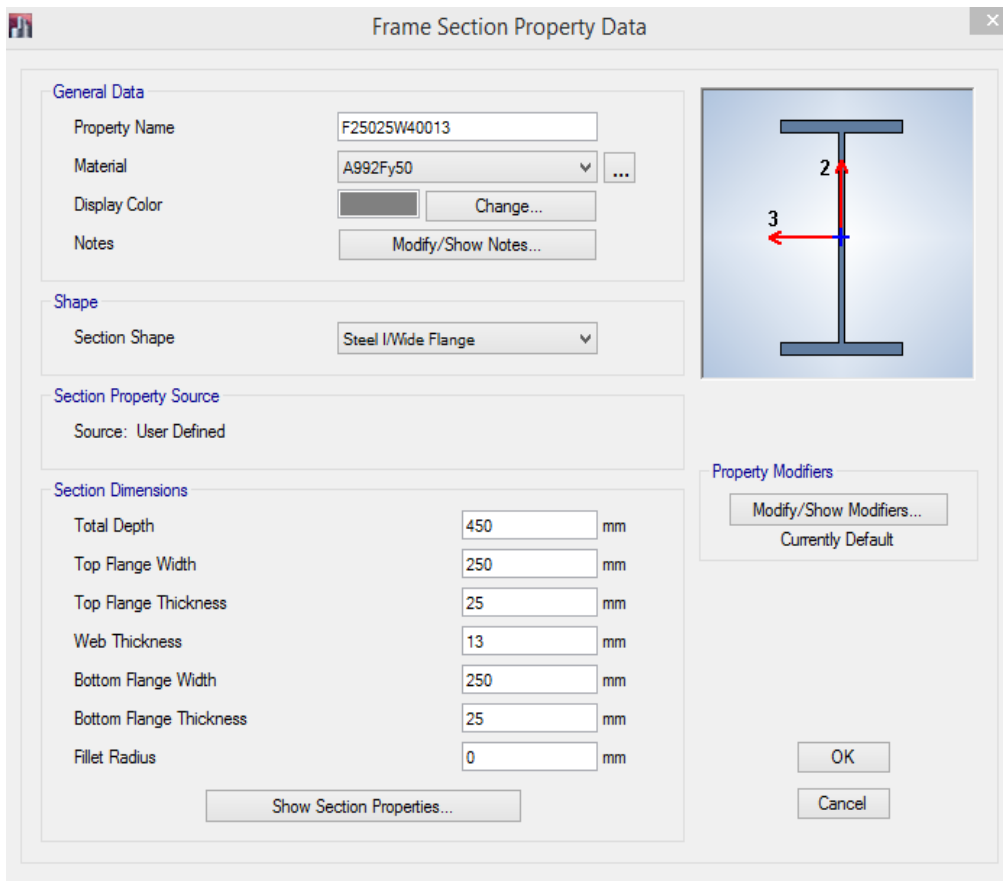 Frame Section Property Data
General Data
Property Name F25025W40013
Material A992Fy50 ...
Display Color Change...
Notes Modify/Show Notes...
2
3
Shape
Section Shape Steel I/Wide Flange
Section Property Source
Source: User Defined
Property Modifiers
Modify/Show Modifiers...
Currently Default
Section Dimensions
Total Depth 450 mm
Top Flange Width 250 mm
Top Flange Thickness 25 mm
Web Thickness 13 mm
Bottom Flange Width 250 mm
Bottom Flange Thickness 25 mm
Fillet Radius 0 mm
Show Section Properties...
OK
Cancel